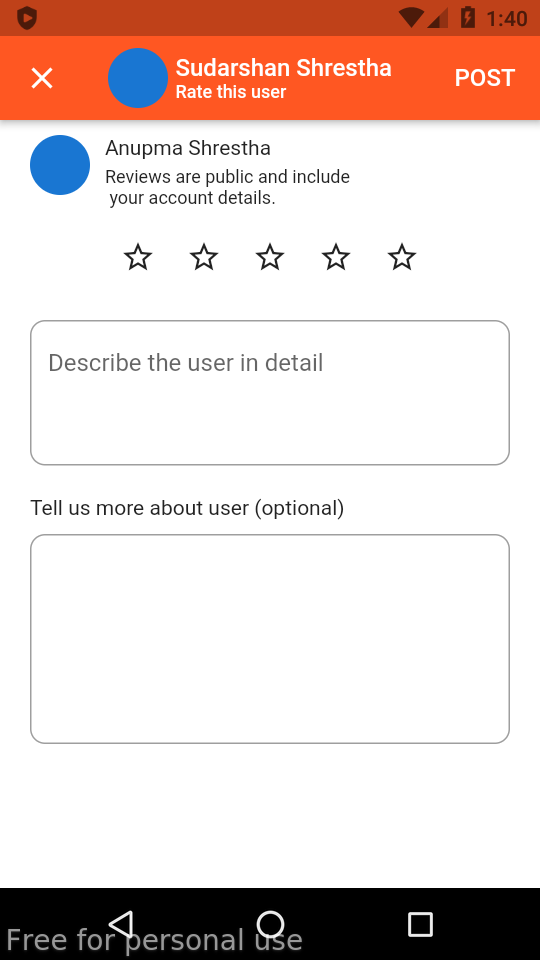 1:40
Sudarshan Shrestha
Rate this user
POST
Anupma Shrestha
Reviews are public and include
your account details.
Describe the user in detail
Tell us more about user (optional)
Free for personal use